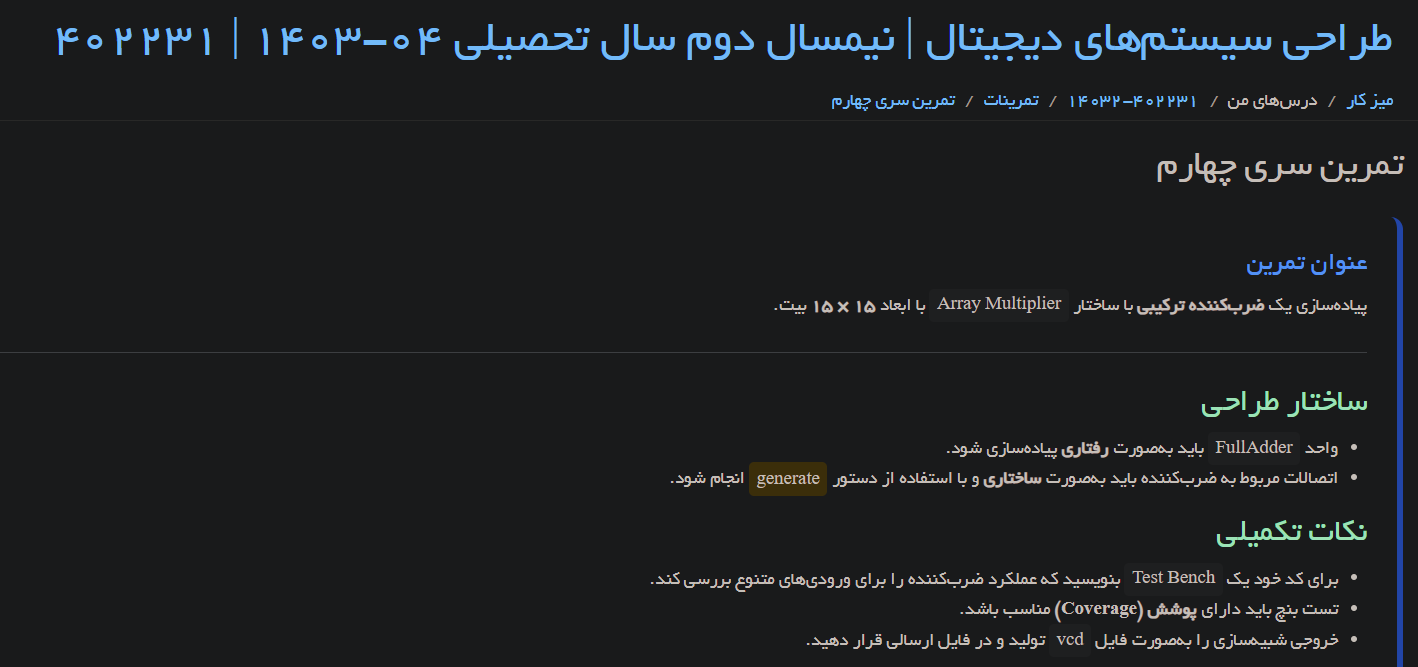 طراحی سیستم‌های دیجیتال | نیمسال دوم سال تحصیلی ۰۴-۱۴۰۳ | ۴۰۲۲۳۱
میز کار / درس‌های من / ۴۰۲۲۳۱-۱۴۰۳۲ / تمرینات / تمرین سری چهارم
تمرین سری چهارم
عنوان تمرین
پیاده‌سازی یک ضرب‌کننده ترکیبی با ساختار Array Multiplier با ابعاد ۱۵ × ۱۵ بیت.
ساختار طراحی
• واحد FullAdder باید به‌صورت رفتاری پیاده‌سازی شود.
• اتصالات مربوط به ضرب‌کننده باید به‌صورت ساختاری و با استفاده از دستور generate انجام شود.
نکات تکمیلی
• برای کد خود یک Test Bench بنویسید که عملکرد ضرب‌کننده را برای ورودی‌های متنوع بررسی کند.
• تست بنچ باید دارای پوشش (Coverage) مناسب باشد.
• خروجی شبیه‌سازی را به‌صورت فایل vcd تولید و در فایل ارسالی قرار دهید.